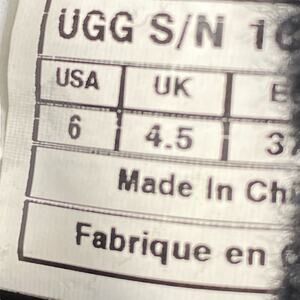 UGG S/N
USA UK
6 4.5
Made In
Fabrique en